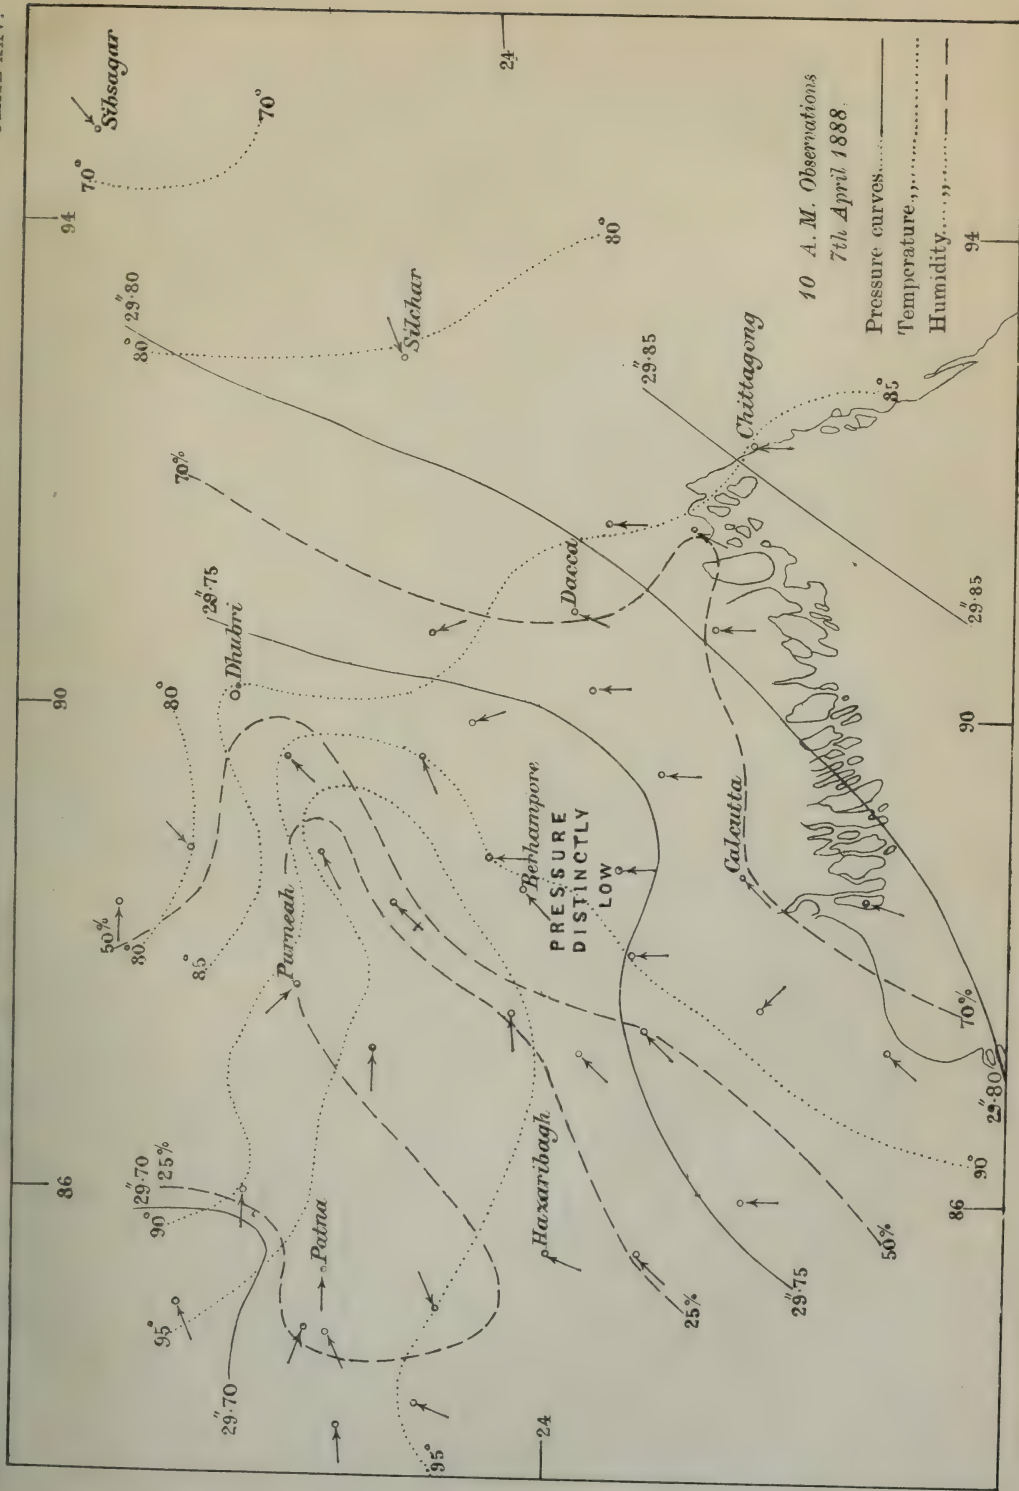 86
90
94
70°
Sibsagar
50%
29."70
80°
29."80
90°
25%
80°
80°
95°
70%
85°
29."75
29."70
Dhubri
70°
Purneah
Patna
Silchar
95°
24
24
Hazaribagh
Berhampore
Dacca
PRESSURE
DISTINCTLY
LOW
80°
29."85
25%
Calcutta
Chittagong
29."75
10 A.M. Observations
7th April 1888.
Pressure curves
Temperature „
Humidity „
50%
85°
86
90
94
90°
70%
29."85
29."80